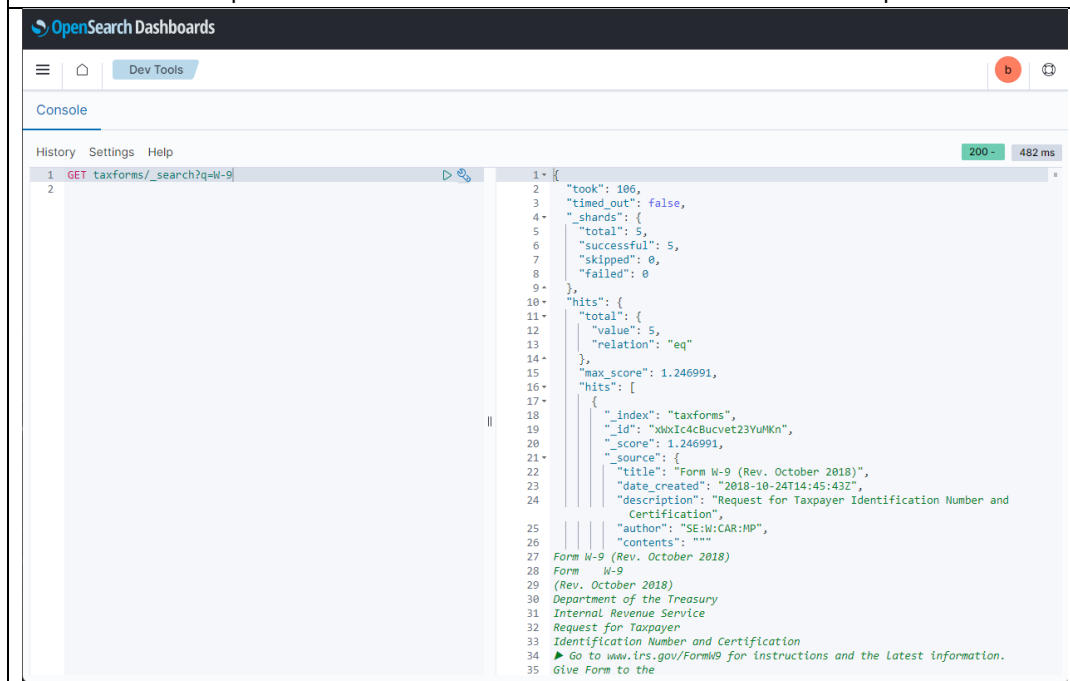 OpenSearch Dashboards
Dev Tools
b
Console
History Settings Help
200 - 482 ms
1 GET taxforms/_search?q=W-9
2
1 {
2 "took": 106,
3 "timed_out": false,
4 "_shards": {
5 "total": 5,
6 "successful": 5,
7 "skipped": 0,
8 "failed": 0
9 },
10 "hits": {
11 "total": {
12 "value": 5,
13 "relation": "eq"
14 },
15 "max_score": 1.246991,
16 "hits": [
17 {
18 "_index": "taxforms",
19 "_id": "xWxIc4cBucvet23YuMKn",
20 "_score": 1.246991,
21 "_source": {
22 "title": "Form W-9 (Rev. October 2018)",
23 "date_created": "2018-10-24T14:45:43Z",
24 "description": "Request for Taxpayer Identification Number and
Certification",
25 "author": "SE:W:CAR:MP",
26 "contents": """
27 Form W-9 (Rev. October 2018)
28 Form W-9
29 (Rev. October 2018)
30 Department of the Treasury
31 Internal Revenue Service
32 Request for Taxpayer
33 Identification Number and Certification
34 ▶ Go to www.irs.gov/FormW9 for instructions and the latest information.
35 Give Form to the